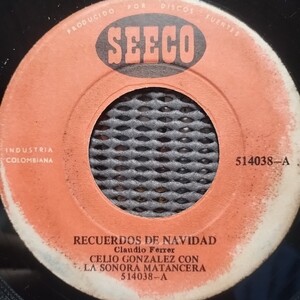 PRODUCIDO POR DISCOS FUENTES
SEECO
INDUSTRIA
COLOMBIANA
514038-A
RECUERDOS DE NAVIDAD
Claudio Ferrer
CELIO GONZALEZ CON
LA SONORA MATANCERA
514038-A